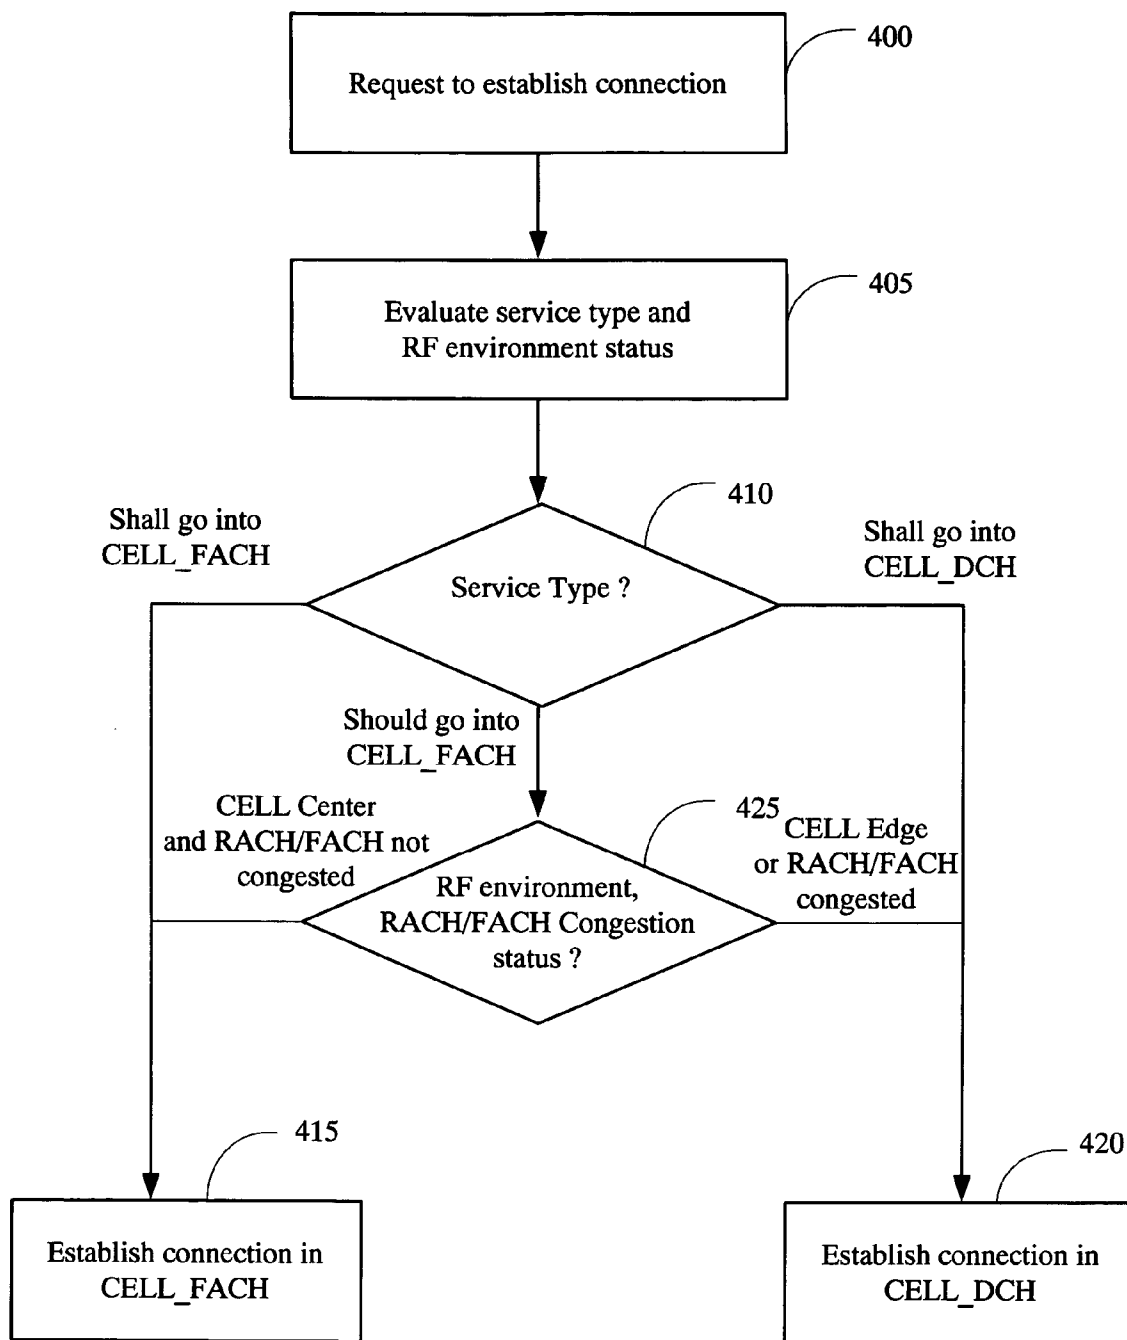 400
Request to establish connection
405
Evaluate service type and
RF environment status
410
Shall go into
CELL_FACH
Shall go into
CELL_DCH
Service Type ?
Should go into
CELL_FACH
CELL Center
and RACH/FACH not
congested
425
CELL Edge
or RACH/FACH
congested
RF environment,
RACH/FACH Congestion
status ?
415
420
Establish connection in
CELL_FACH
Establish connection in
CELL_DCH